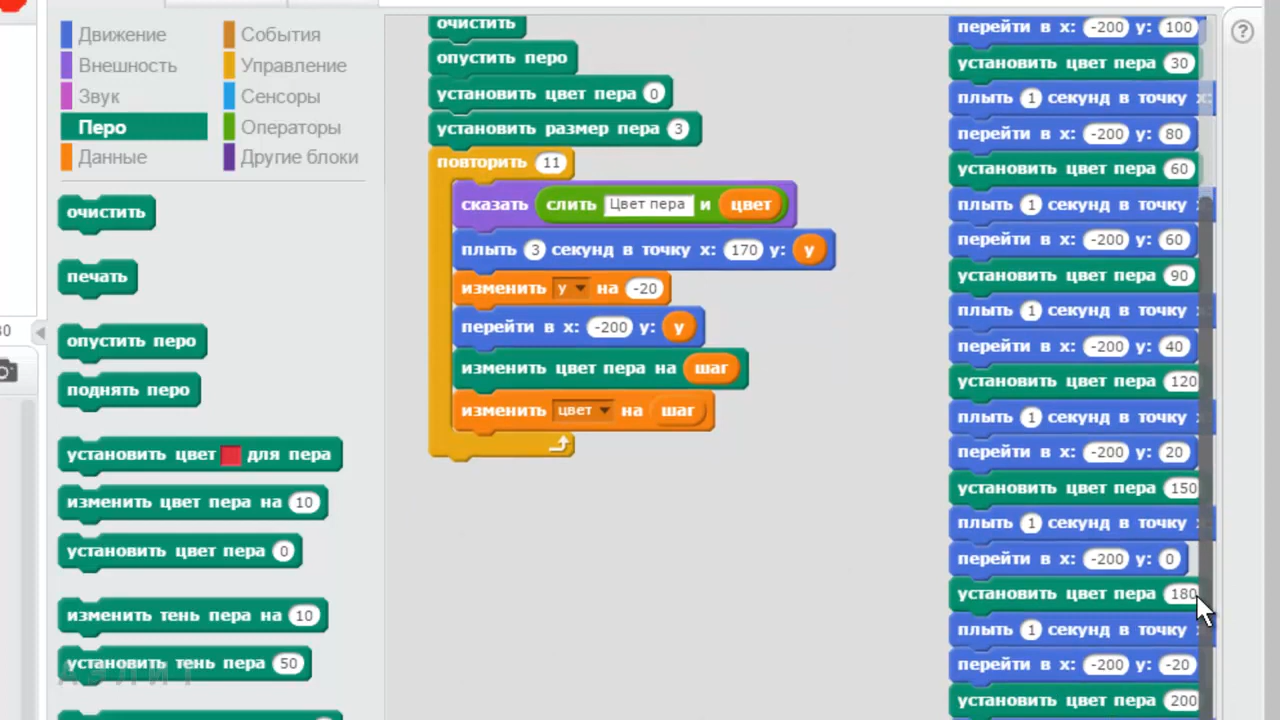 Движение
События
Внешность
Управление
Звук
Сенсоры
Перо
Операторы
Данные
Другие блоки
очистить
печать
опустить перо
поднять перо
установить цвет для пера
изменить цвет пера на 10
установить цвет пера 0
изменить тень пера на 10
установить тень пера 50
очистить
опустить перо
установить цвет пера 0
установить размер пера 3
повторить 11
сказать слить Цвет пера и цвет
плыть 3 секунд в точку x: 170 y: y
изменить y на -20
перейти в x: -200 y: y
изменить цвет пера на шаг
изменить цвет на шаг
перейти в x: -200 y: 100
установить цвет пера 30
плыть 1 секунд в точку x:
перейти в x: -200 y: 80
установить цвет пера 60
плыть 1 секунд в точку
перейти в x: -200 y: 60
установить цвет пера 90
плыть 1 секунд в точку
перейти в x: -200 y: 40
установить цвет пера 120
плыть 1 секунд в точку
перейти в x: -200 y: 20
установить цвет пера 150
плыть 1 секунд в точку
перейти в x: -200 y: 0
установить цвет пера 180
плыть 1 секунд в точку
перейти в x: -200 y: -20
установить цвет пера 200
?